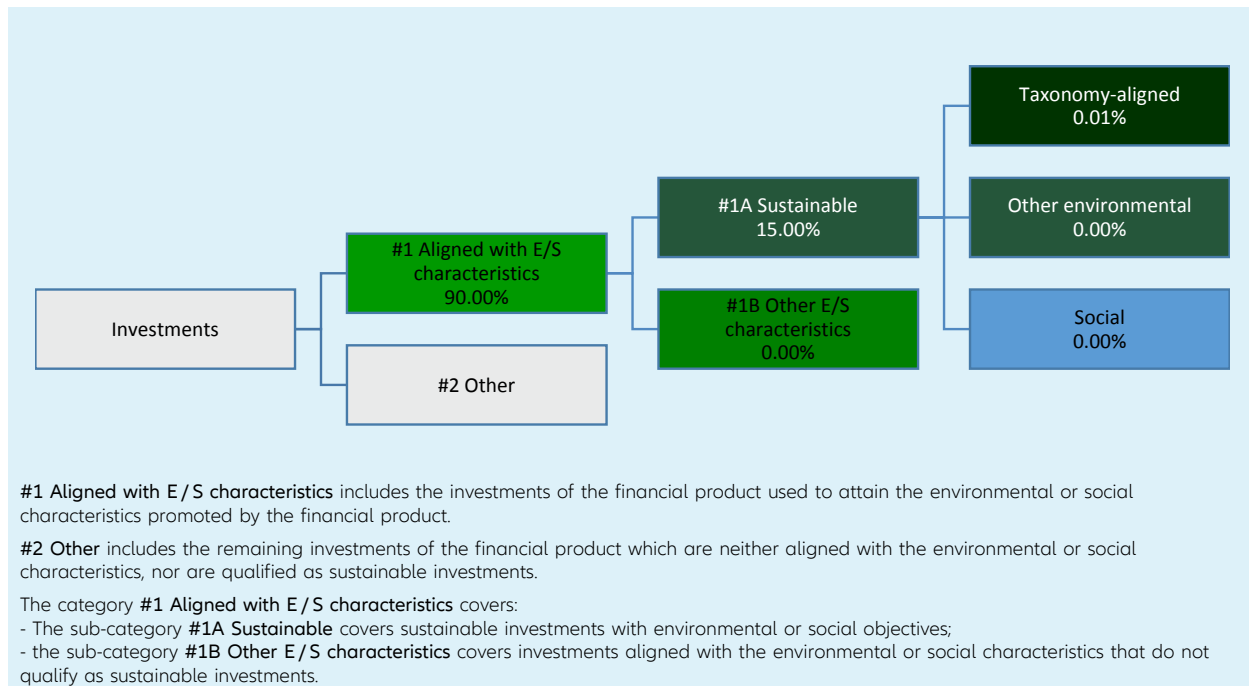 Taxonomy-aligned
0.01%
#1A Sustainable
15.00%
Other environmental
0.00%
#1 Aligned with E/S
characteristics
90.00%
#1B Other E/S
characteristics
0.00%
Social
0.00%
Investments
#2 Other
#1 Aligned with E / S characteristics includes the investments of the financial product used to attain the environmental or social
characteristics promoted by the financial product.
#2 Other includes the remaining investments of the financial product which are neither aligned with the environmental or social
characteristics, nor are qualified as sustainable investments.
The category #1 Aligned with E / S characteristics covers:
- The sub-category #1A Sustainable covers sustainable investments with environmental or social objectives;
- the sub-category #1B Other E / S characteristics covers investments aligned with the environmental or social characteristics that do not
qualify as sustainable investments.